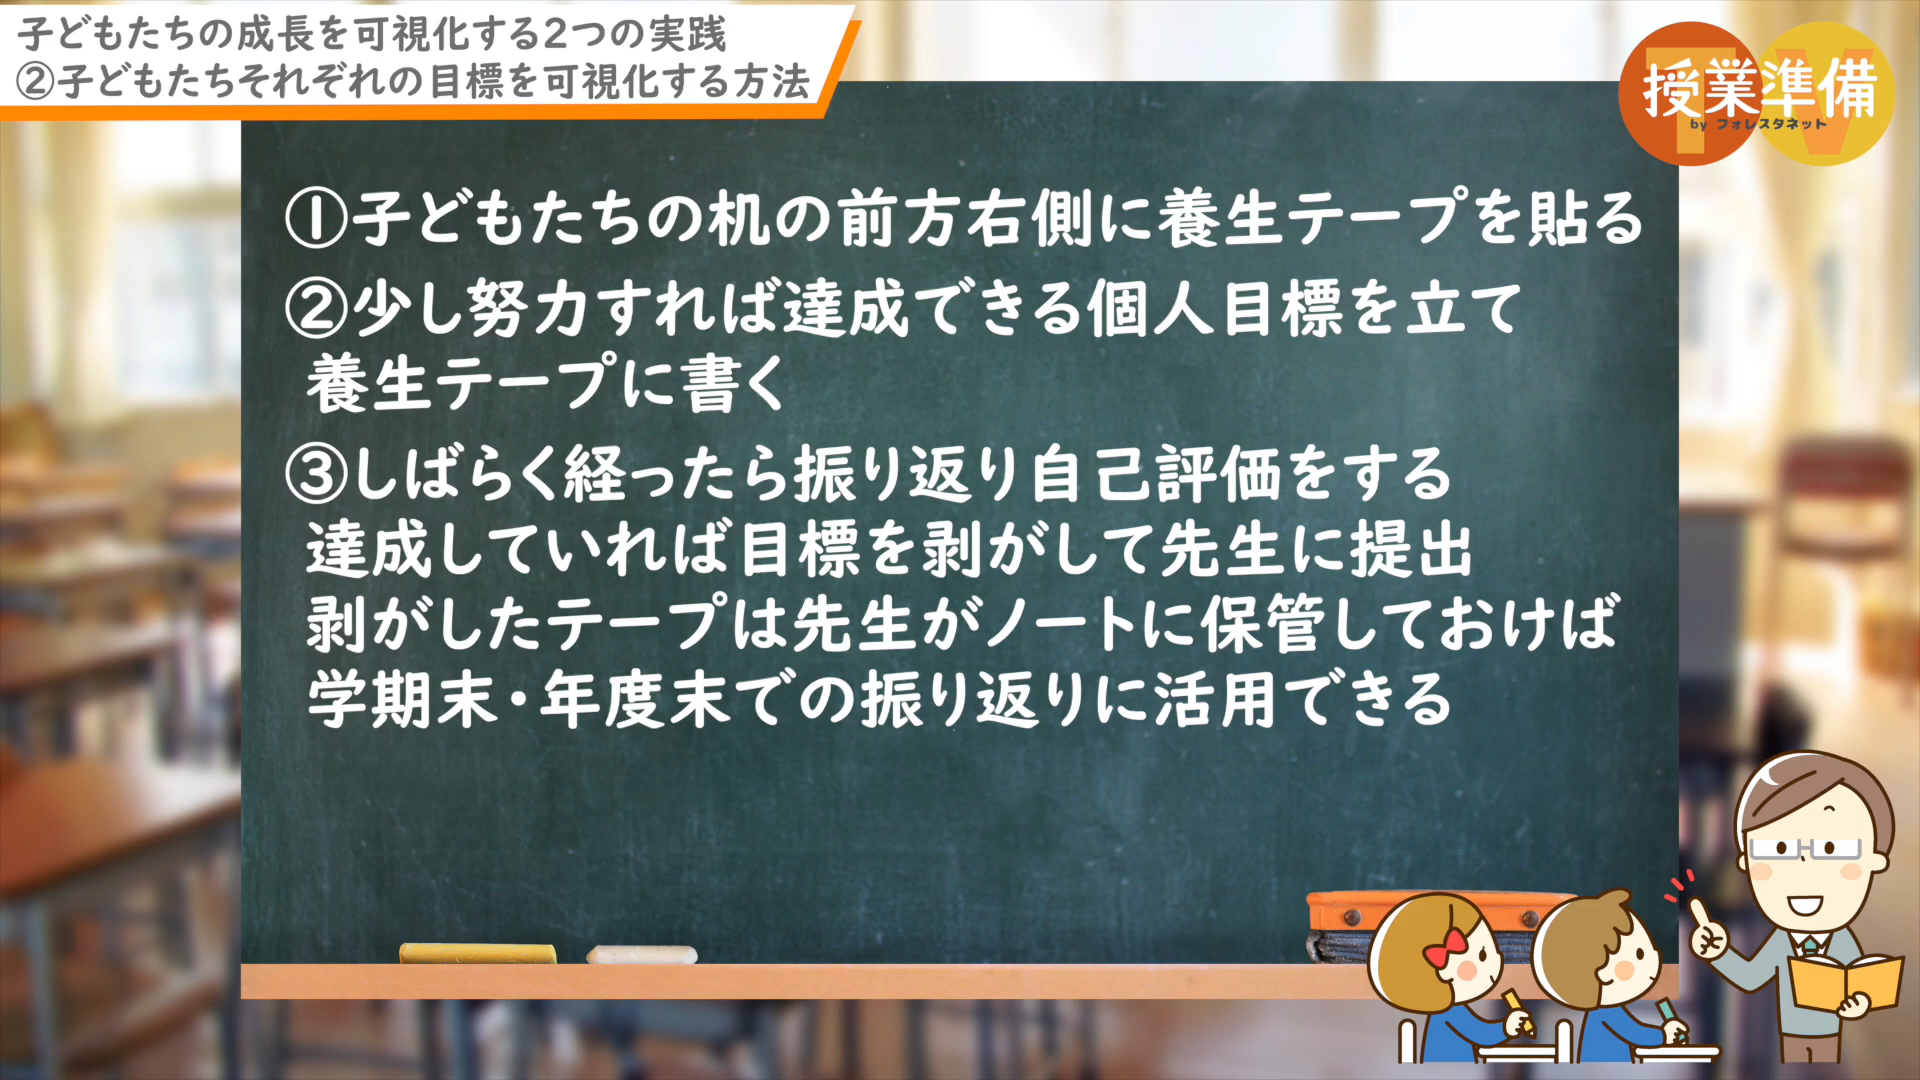 子どもたちの成長を可視化する2つの実践
②子どもたちそれぞれの目標を可視化する方法
TV
授業準備
by フォレスタネット
①子どもたちの机の前方右側に養生テープを貼る
②少し努力すれば達成できる個人目標を立て
養生テープに書く
③しばらく経ったら振り返り自己評価をする
達成していれば目標を剥がして先生に提出
剥がしたテープは先生がノートに保管しておけば
学期末・年度末での振り返りに活用できる